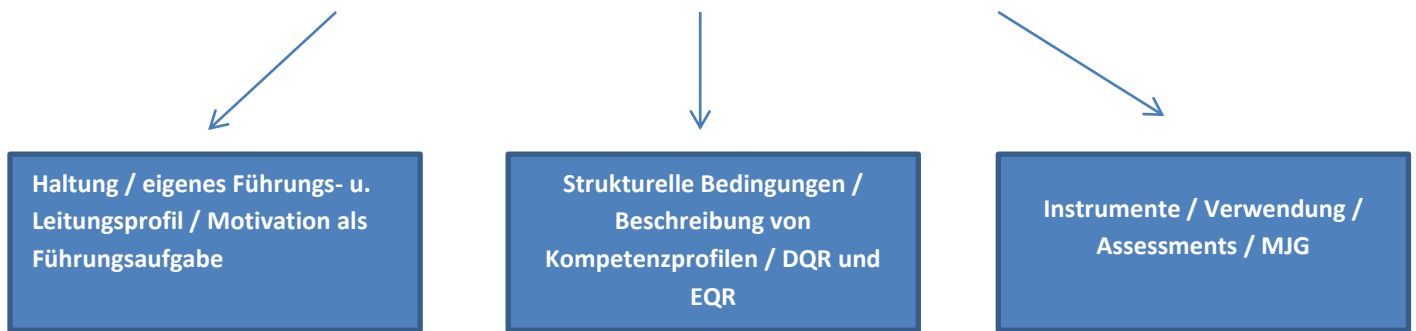 Haltung / eigenes Führungs- u.
Leitungsprofil / Motivation als
Führungsaufgabe
Strukturelle Bedingungen /
Beschreibung von
Kompetenzprofilen / DQR und
EQR
Instrumente / Verwendung /
Assessments / MJG